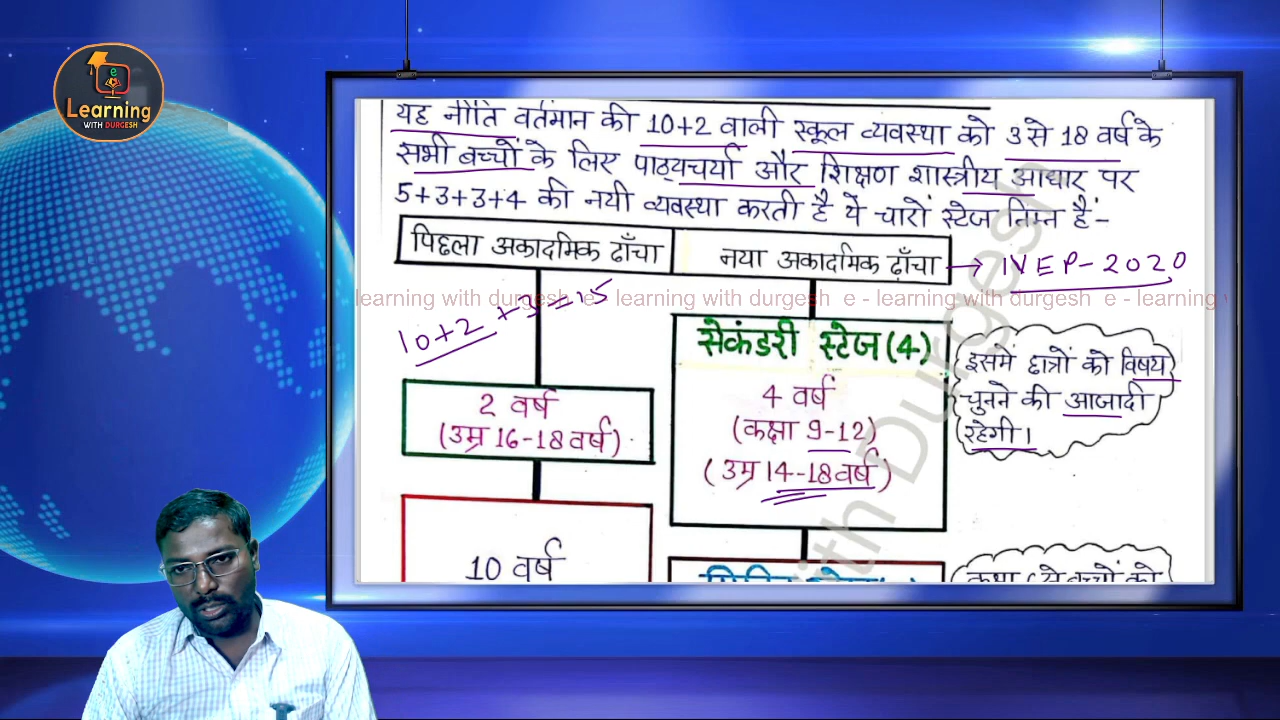 e
Learning
WITH DURGESH
यह नीति वर्तमान की 10+2 वाली स्कूल व्यवस्था को 3 से 18 वर्ष के
सभी बच्चों के लिए पाठ्यचर्या और शिक्षण शास्त्रीय आधार पर
5+3+3+4 की नयी व्यवस्था करती है ये चारों स्टेज निम्न हैं:-
पिछला अकादमिक ढाँचा
नया अकादमिक ढ़ाँचा
NEP-2020
learning with durgesh e - learning with durgesh e - learning
10+2
सेकंडरी स्टेज (4)
4 वर्ष
(कक्षा 9-12)
(उम्र 14-18 वर्ष)
इसमें छात्रों को विषय
चुनने की आजादी
रहेगी।
2 वर्ष
(उम्र 16-18 वर्ष)
10 वर्ष
with Durgesh